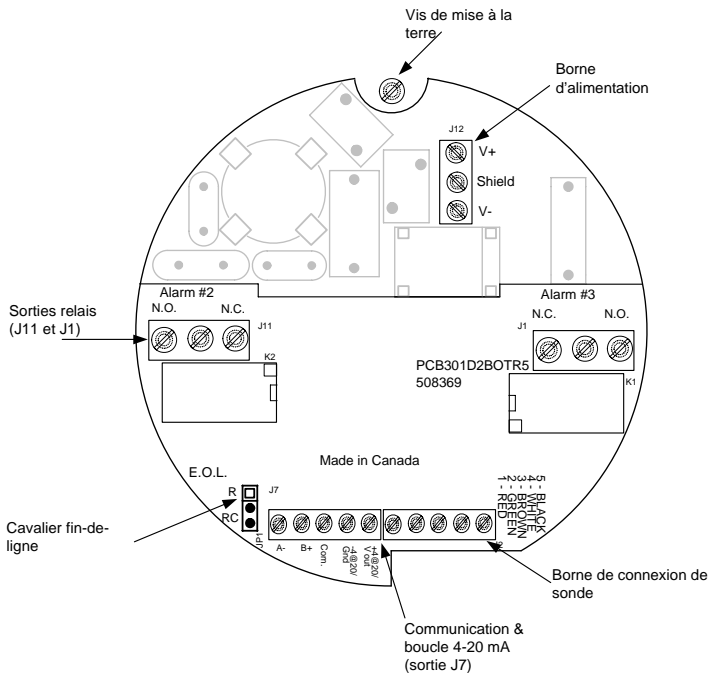 Vis de mise à la
terre
Borne
d'alimentation
J12
V+
Shield
V-
Alarm #2
N.O.
N.C.
J11
K2
Sorties relais
(J11 et J1)
Alarm #3
N.C.
N.O.
J1
K1
PCB301D2BOTR5
508369
Made in Canada
E.O.L.
R
RC
JP1
J7
Cavalier fin-de-
ligne
A-
B+
Com.
-4@20/
Gnd
+4@20/
V out
1 - RED
2 - GREEN
3 - BROWN
4 - WHITE
5 - BLACK
Borne de connexion de
sonde
Communication &
boucle 4-20 mA
(sortie J7)